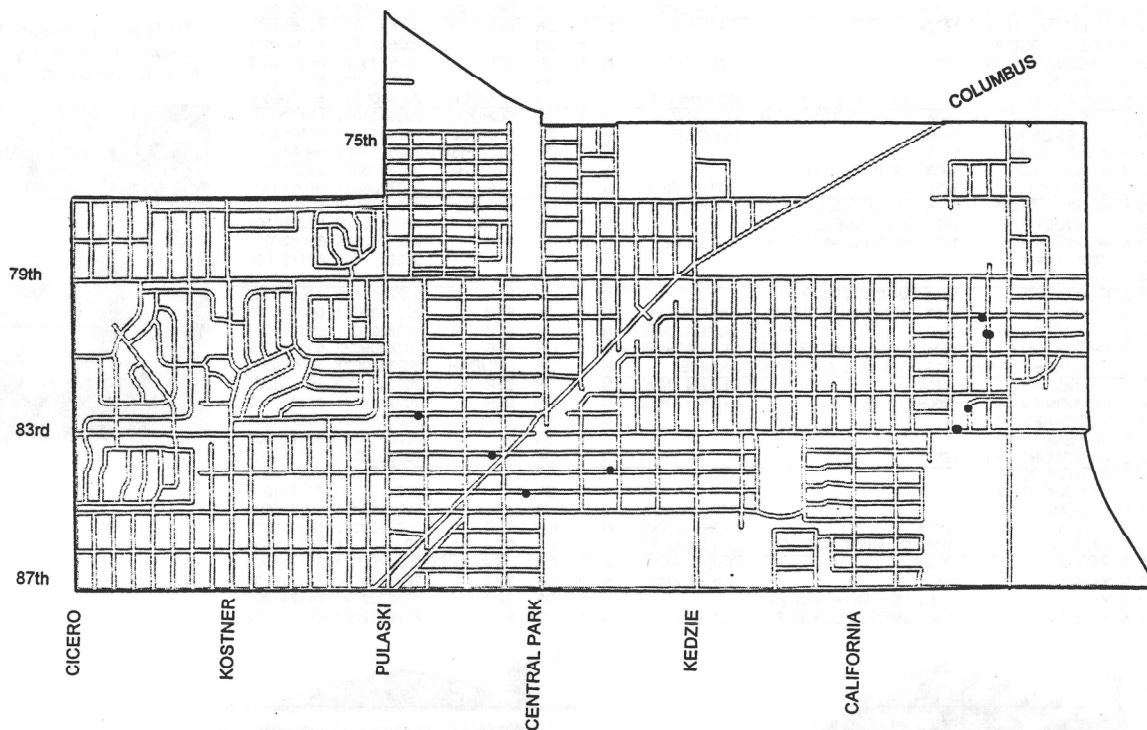 COLUMBUS
75th
79th
83rd
87th
CICERO
KOSTNER
PULASKI
CENTRAL PARK
KEDZIE
CALIFORNIA